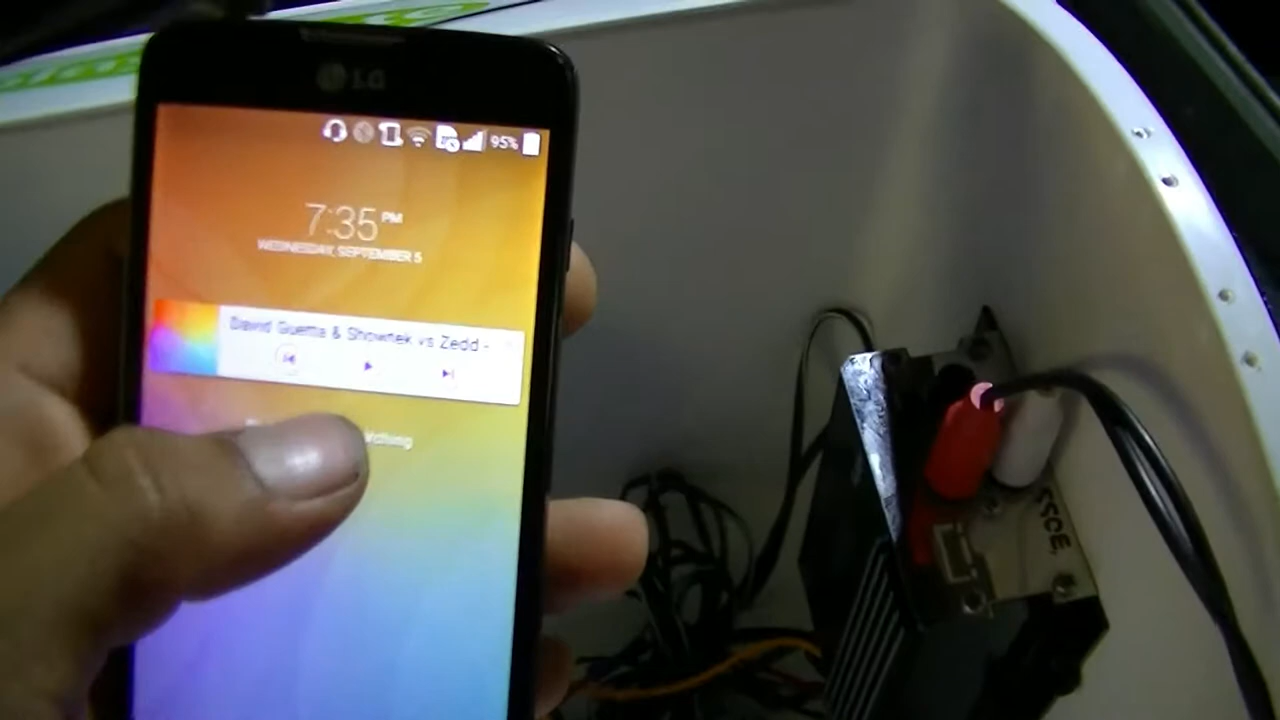 LG
95%
7:35 PM
WEDNESDAY, SEPTEMBER 5
David Guetta & Showtek vs Zedd -